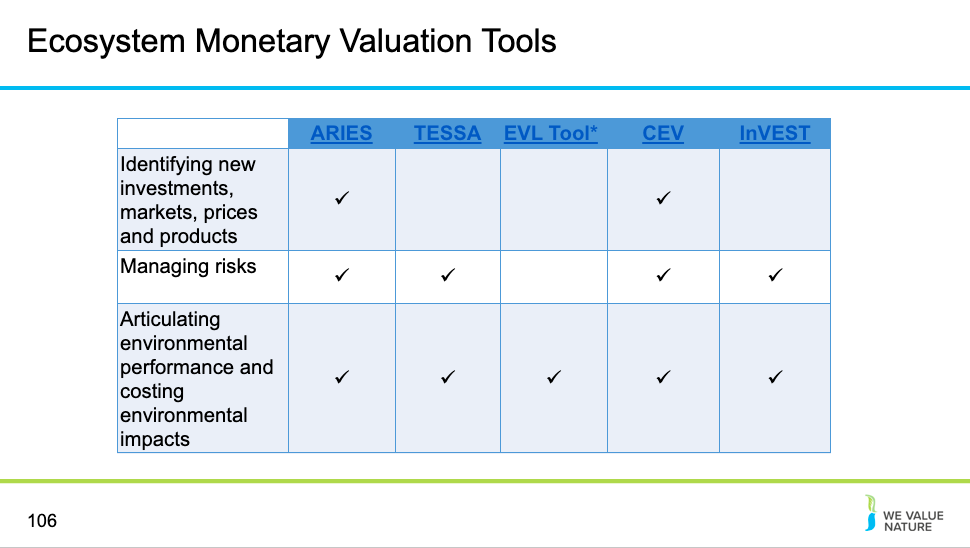 Ecosystem Monetary Valuation Tools
ARIES TESSA EVL Tool* CEV InVEST
Identifying new
investments,
markets, prices
and products
✓ ✓
Managing risks
✓ ✓ ✓ ✓
Articulating
environmental
performance and
costing
environmental
impacts
✓ ✓ ✓ ✓ ✓
106
WE VALUE
NATURE